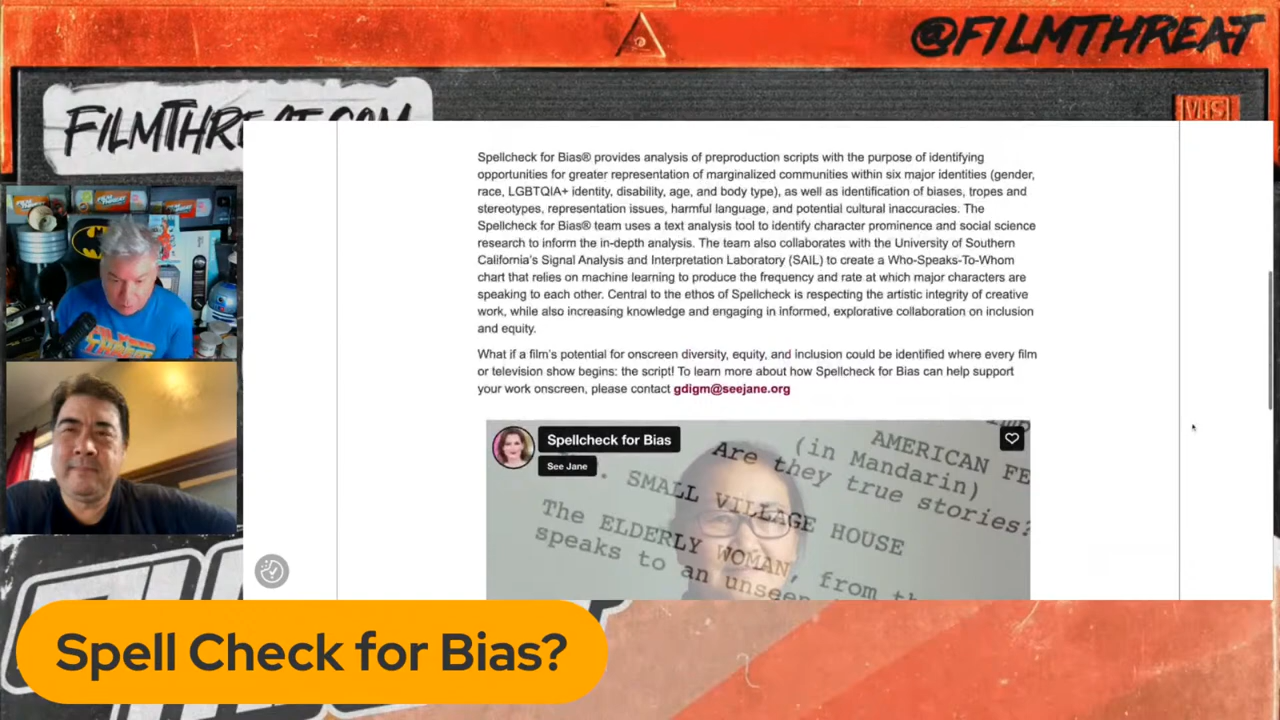 @FILMTHREAT
FILMTHREAT.COM
VHS
Spellcheck for Bias® provides analysis of preproduction scripts with the purpose of identifying
opportunities for greater representation of marginalized communities within six major identities (gender,
race, LGBTQIA+ identity, disability, age, and body type), as well as identification of biases, tropes and
stereotypes, representation issues, harmful language, and potential cultural inaccuracies. The
Spellcheck for Bias® team uses a text analysis tool to identify character prominence and social science
research to inform the in-depth analysis. The team also collaborates with the University of Southern
California's Signal Analysis and Interpretation Laboratory (SAIL) to create a Who-Speaks-To-Whom
chart that relies on machine learning to produce the frequency and rate at which major characters are
speaking to each other. Central to the ethos of Spellcheck is respecting the artistic integrity of creative
work, while also increasing knowledge and engaging in informed, explorative collaboration on inclusion
and equity.
What if a film's potential for onscreen diversity, equity, and inclusion could be identified where every film
or television show begins: the script! To learn more about how Spellcheck for Bias can help support
your work onscreen, please contact gdigm@seejane.org
Spellcheck for Bias
See Jane
AMERICAN FE
(in Mandarin)
Are they true stories?
. SMALL VILLAGE HOUSE
The ELDERLY WOMAN, from th
speaks to an unseen
Spell Check for Bias?